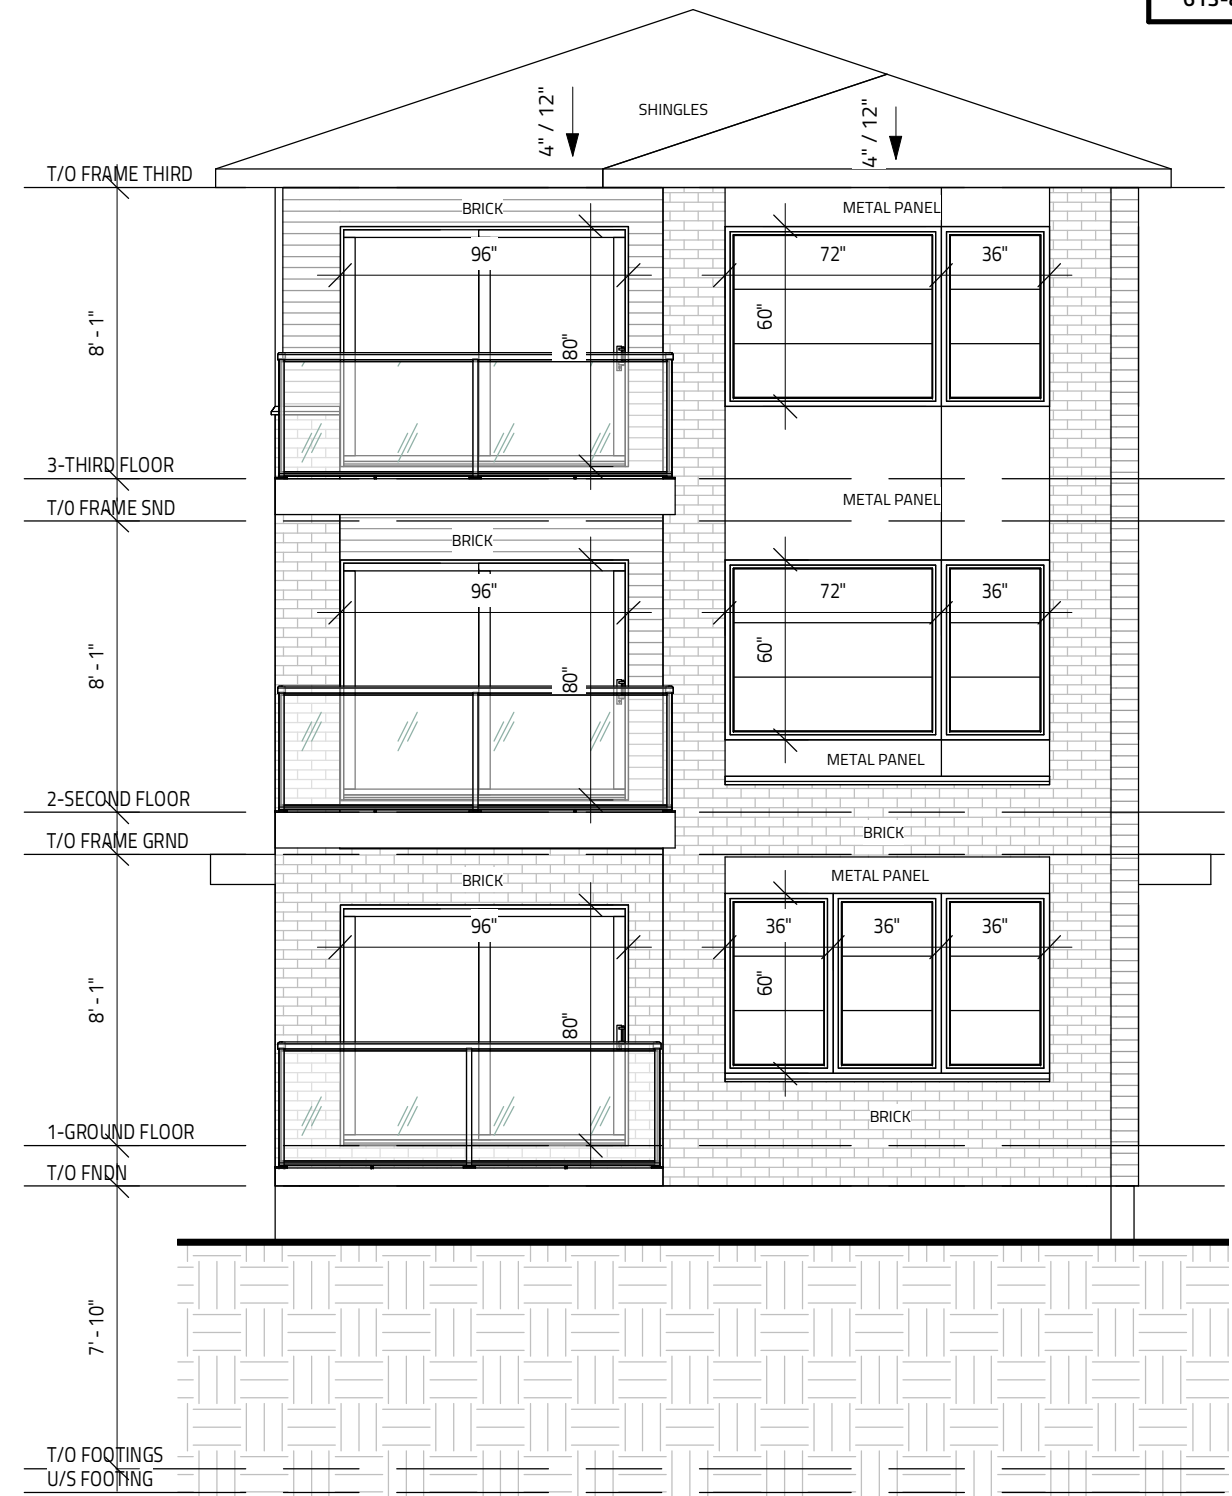 SHINGLES
4" / 12"
4" / 12"
T/O FRAME THIRD
BRICK
METAL PANEL
96"
72"
36"
8' - 1"
60"
80"
3-THIRD FLOOR
T/O FRAME SND
METAL PANEL
BRICK
96"
72"
36"
8' - 1"
60"
80"
METAL PANEL
2-SECOND FLOOR
T/O FRAME GRND
BRICK
BRICK
METAL PANEL
96"
36"
36"
36"
8' - 1"
60"
80"
BRICK
1-GROUND FLOOR
T/O FNDN
7' - 10"
T/O FOOTINGS
U/S FOOTING